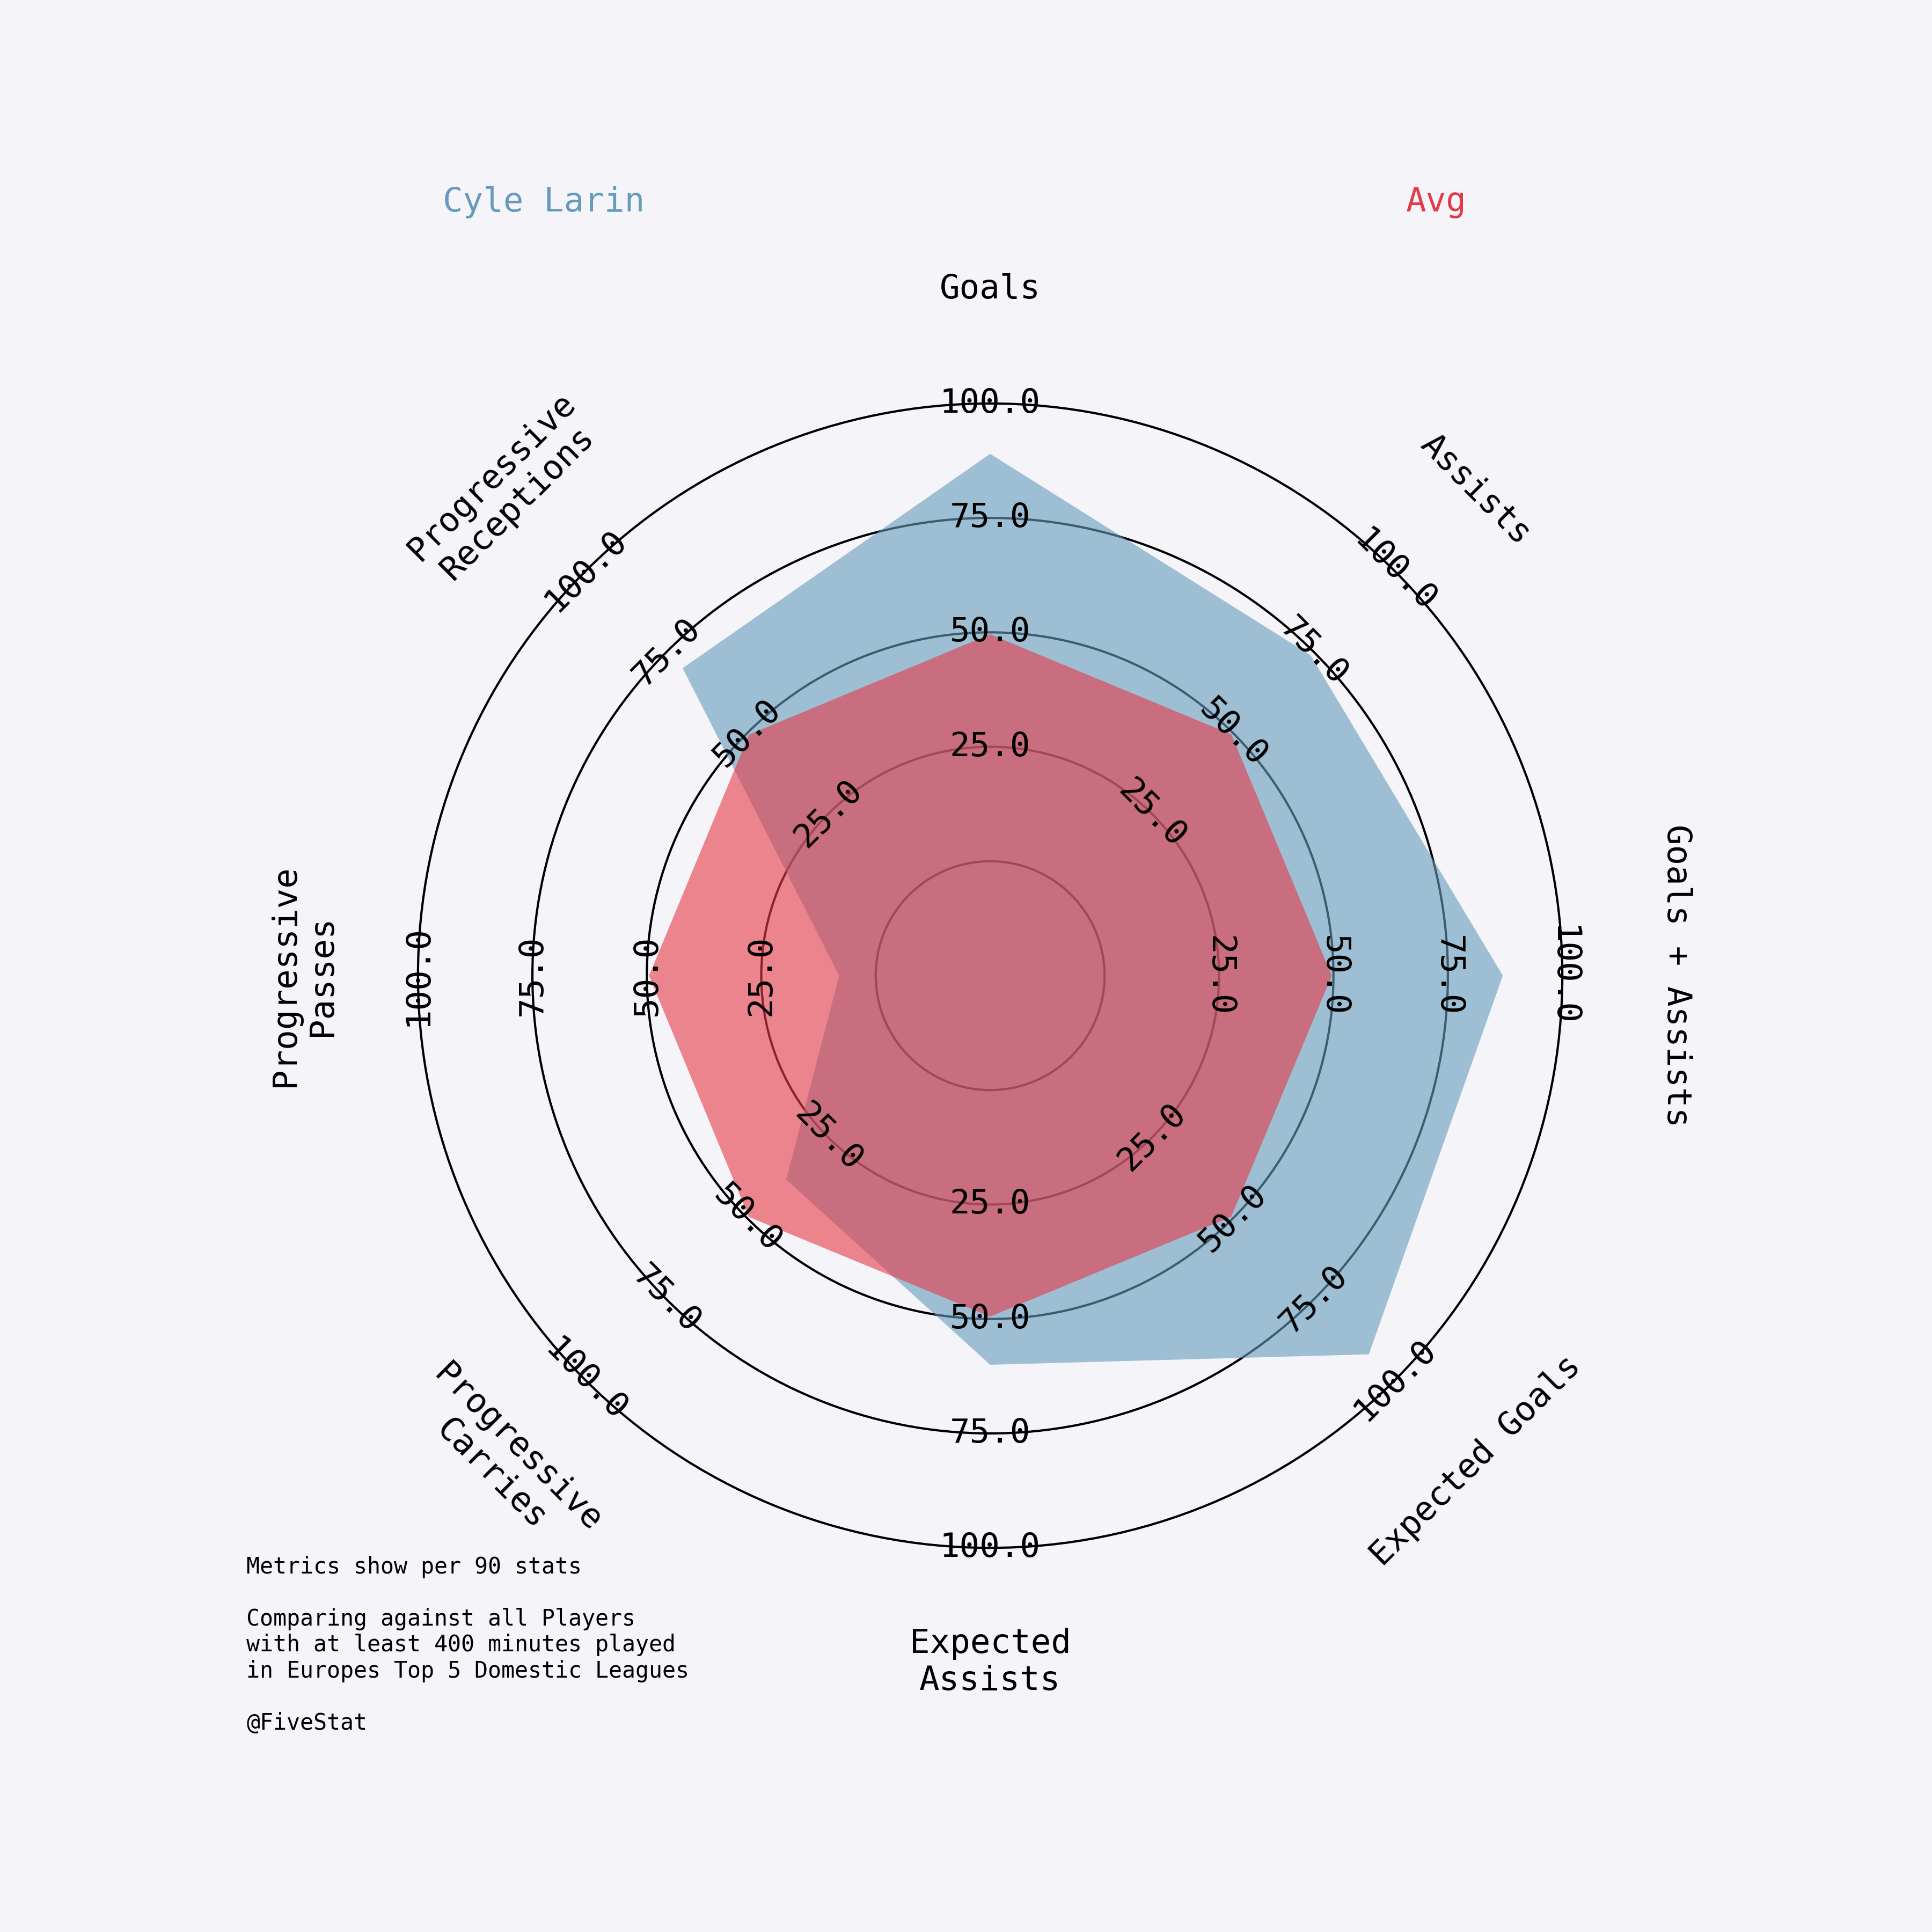 Cyle Larin
Avg
Goals
Assists
Goals + Assists
Expected Goals
Expected
Assists
Progressive
Carries
Progressive
Passes
Progressive
Receptions
25.0
50.0
75.0
100.0
25.0
50.0
75.0
100.0
25.0
50.0
75.0
100.0
25.0
50.0
75.0
100.0
25.0
50.0
75.0
100.0
25.0
50.0
75.0
100.0
25.0
50.0
75.0
100.0
25.0
50.0
75.0
100.0
Metrics show per 90 stats
Comparing against all Players
with at least 400 minutes played
in Europes Top 5 Domestic Leagues
@FiveStat